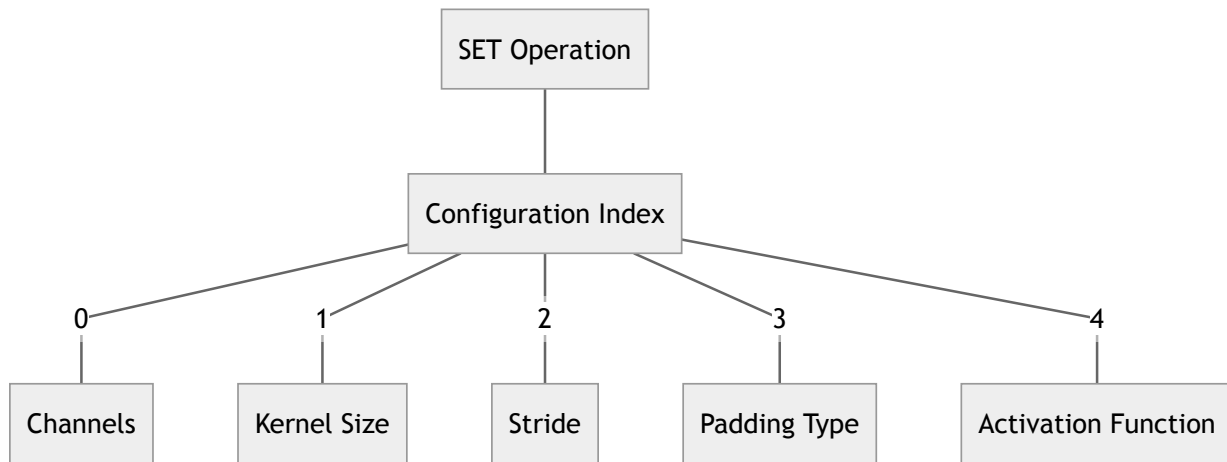 SET Operation
Configuration Index
0
1
2
3
4
Channels
Kernel Size
Stride
Padding Type
Activation Function